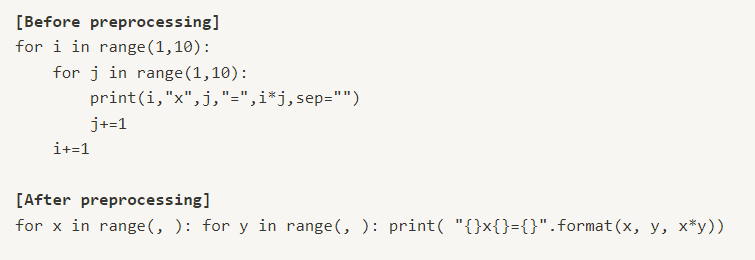 [Before preprocessing]
for i in range(1,10):
    for j in range(1,10):
        print(i,"x",j,"=",i*j,sep="")
        j+=1
    i+=1

[After preprocessing]
for x in range(, ): for y in range(, ): print( "{}x{}={}".format(x, y, x*y))